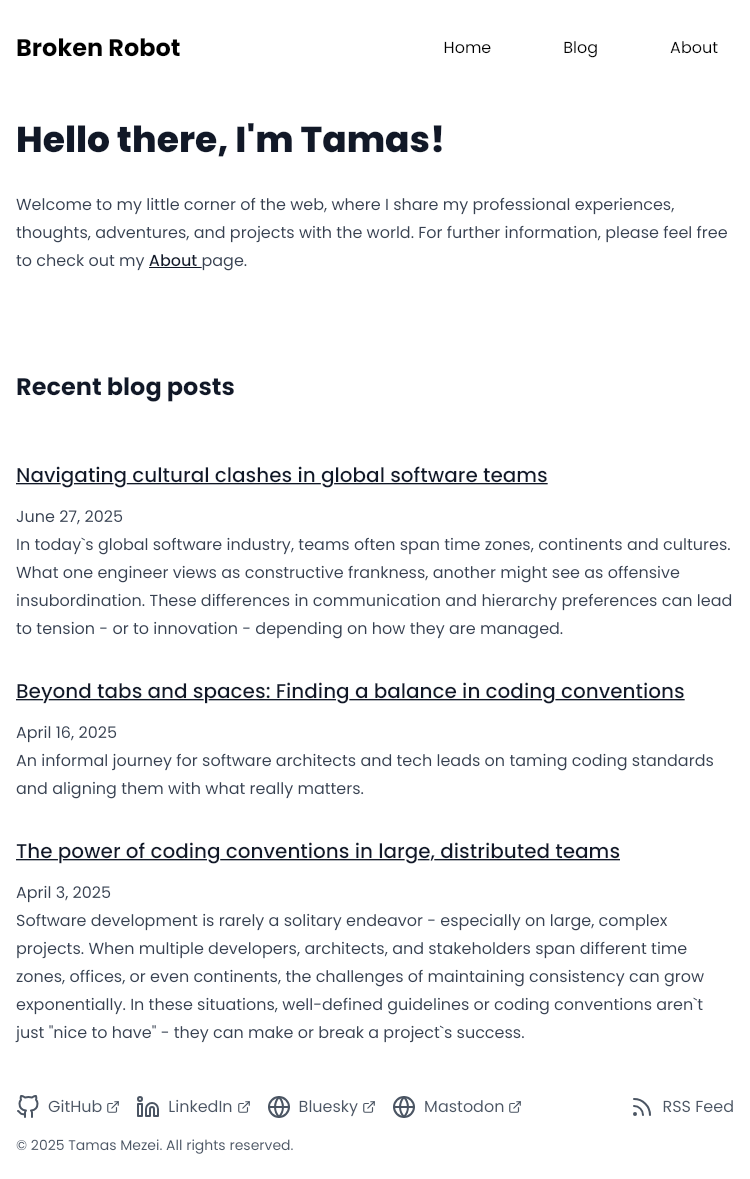 Broken Robot
Home
Blog
About
Hello there, I'm Tamas!
Welcome to my little corner of the web, where I share my professional experiences,
thoughts, adventures, and projects with the world. For further information, please feel free
to check out my About page.
Recent blog posts
Navigating cultural clashes in global software teams
June 27, 2025
In today`s global software industry, teams often span time zones, continents and cultures.
What one engineer views as constructive frankness, another might see as offensive
insubordination. These differences in communication and hierarchy preferences can lead
to tension - or to innovation - depending on how they are managed.
Beyond tabs and spaces: Finding a balance in coding conventions
April 16, 2025
An informal journey for software architects and tech leads on taming coding standards
and aligning them with what really matters.
The power of coding conventions in large, distributed teams
April 3, 2025
Software development is rarely a solitary endeavor - especially on large, complex
projects. When multiple developers, architects, and stakeholders span different time
zones, offices, or even continents, the challenges of maintaining consistency can grow
exponentially. In these situations, well-defined guidelines or coding conventions aren`t
just "nice to have" - they can make or break a project`s success.
GitHub
LinkedIn
Bluesky
Mastodon
RSS Feed
© 2025 Tamas Mezei. All rights reserved.